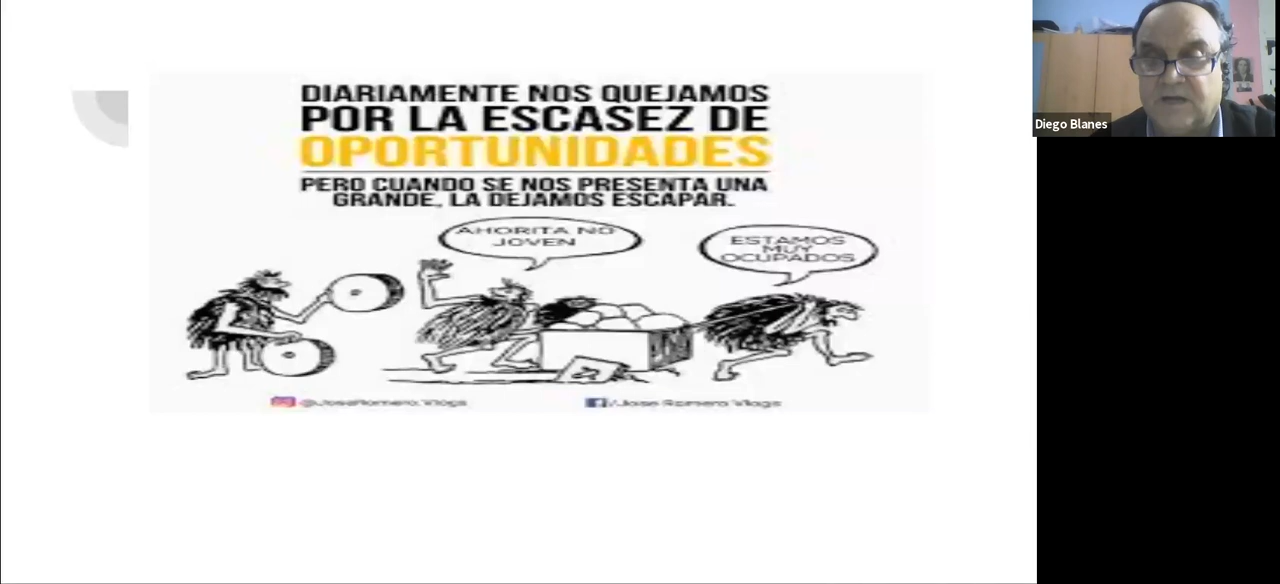 DIARIAMENTE NOS QUEJAMOS
POR LA ESCASEZ DE
OPORTUNIDADES
PERO CUANDO SE NOS PRESENTA UNA
GRANDE, LA DEJAMOS ESCAPAR.
AHORITA NO
JOVEN
ESTAMOS
MUY
OCUPADOS
@JoseRomero.Vlogs
/Jose Romero Vlogs
Diego Blanes